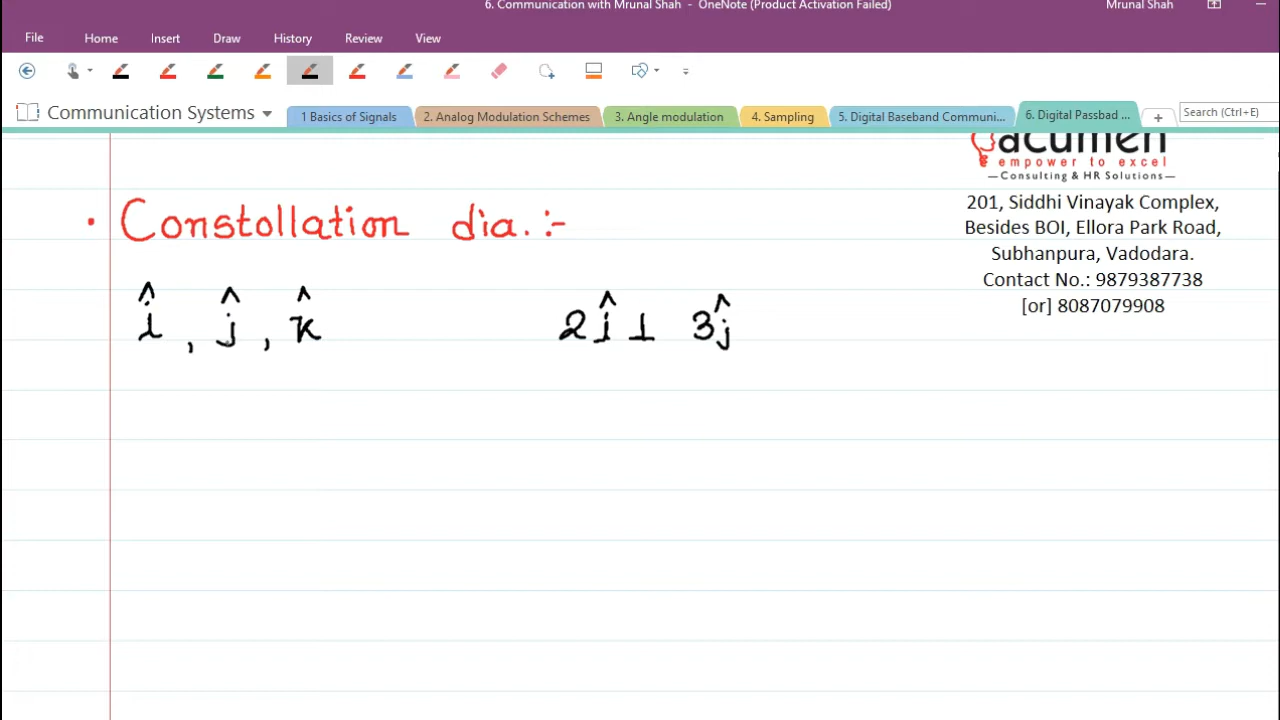 6. Communication with Mrunal Shah - OneNote (Product Activation Failed) Mrunal Shah
File Home Insert Draw History Review View
Communication Systems 1 Basics of Signals 2. Analog Modulation Schemes 3. Angle modulation 4. Sampling 5. Digital Baseband Communi... 6. Digital Passbad ... + Search (Ctrl+E)
acumen
empower to excel
—Consulting & HR Solutions—
201, Siddhi Vinayak Complex,
Besides BOI, Ellora Park Road,
Subhanpura, Vadodara.
Contact No.: 9879387738
[or] 8087079908
• Constollation dia. :-
î , ĵ , k̂ 2î ⊥ 3ĵ